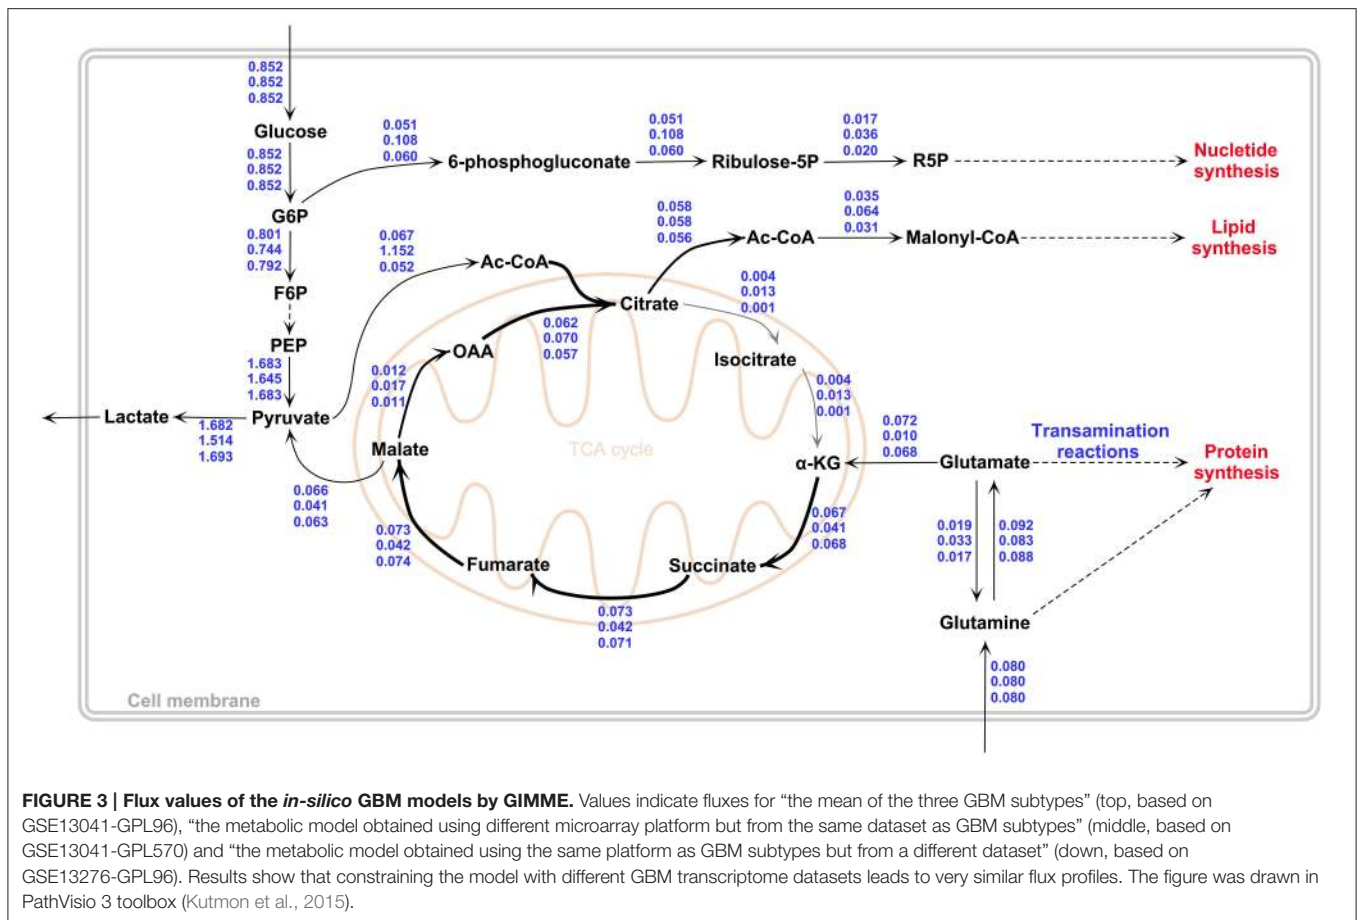 0.852
0.852
0.852
Glucose
0.852
0.852
0.852
G6P
0.051
0.108
0.060
6-phosphogluconate
0.051
0.108
0.060
Ribulose-5P
0.017
0.036
0.020
R5P
Nucletide
synthesis
0.801
0.744
0.792
F6P
PEP
1.683
1.645
1.683
Pyruvate
0.067
1.152
0.052
Ac-CoA
0.058
0.058
0.056
Ac-CoA
0.035
0.064
0.031
Malonyl-CoA
Lipid
synthesis
Citrate
0.004
0.013
0.001
Isocitrate
0.062
0.070
0.057
OAA
0.012
0.017
0.011
0.004
0.013
0.001
Lactate
1.682
1.514
1.693
Malate
TCA cycle
α-KG
0.072
0.010
0.068
Glutamate
Transamination
reactions
Protein
synthesis
0.066
0.041
0.063
0.073
0.042
0.074
Fumarate
0.073
0.042
0.071
Succinate
0.067
0.041
0.068
0.019
0.033
0.017
0.092
0.083
0.088
Glutamine
0.080
0.080
0.080
Cell membrane
FIGURE 3 | Flux values of the in-silico GBM models by GIMME. Values indicate fluxes for “the mean of the three GBM subtypes” (top, based on
GSE13041-GPL96), “the metabolic model obtained using different microarray platform but from the same dataset as GBM subtypes” (middle, based on
GSE13041-GPL570) and “the metabolic model obtained using the same platform as GBM subtypes but from a different dataset” (down, based on
GSE13276-GPL96). Results show that constraining the model with different GBM transcriptome datasets leads to very similar flux profiles. The figure was drawn in
PathVisio 3 toolbox (Kutmon et al., 2015).